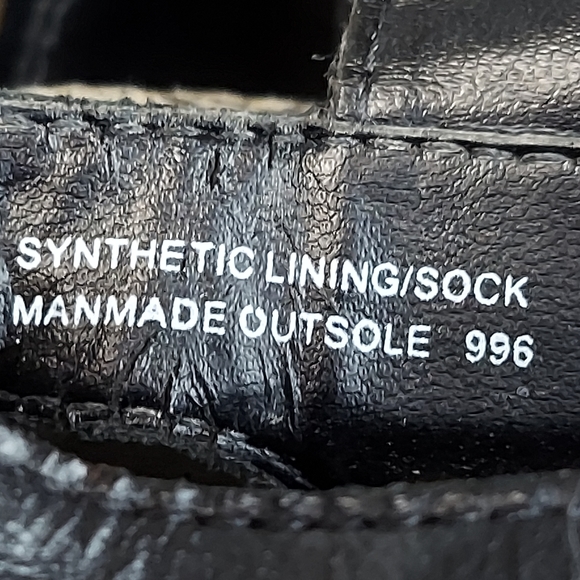 SYNTHETIC LINING/SOCK
MANMADE OUTSOLE 996